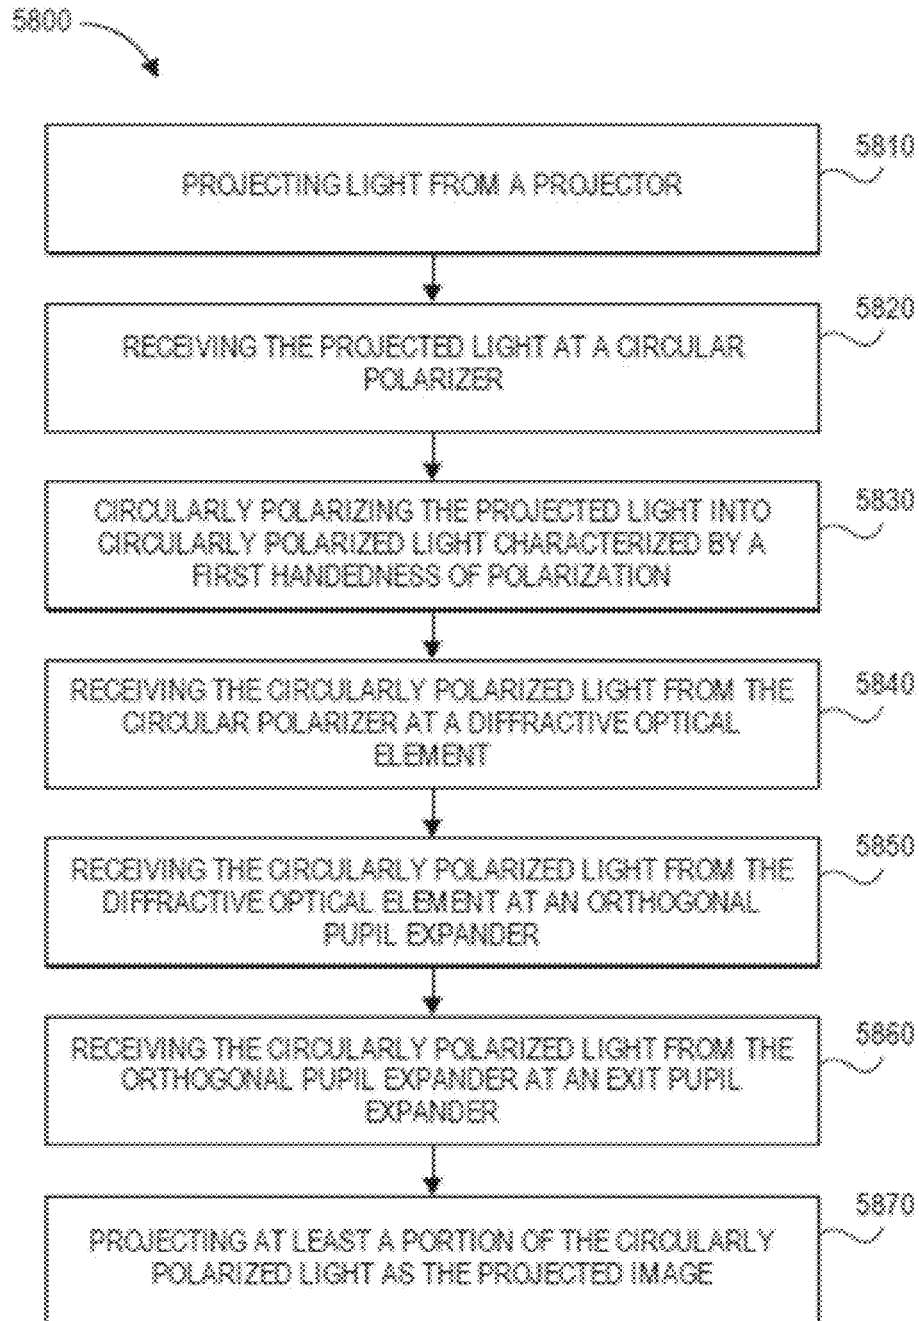 5800
5810
PROJECTING LIGHT FROM A PROJECTOR
5820
RECEIVING THE PROJECTED LIGHT AT A CIRCULAR
POLARIZER
5830
CIRCULARLY POLARIZING THE PROJECTED LIGHT INTO
CIRCULARLY POLARIZED LIGHT CHARACTERIZED BY A
FIRST HANDEDNESS OF POLARIZATION
5840
RECEIVING THE CIRCULARLY POLARIZED LIGHT FROM THE
CIRCULAR POLARIZER AT A DIFFRACTIVE OPTICAL
ELEMENT
5850
RECEIVING THE CIRCULARLY POLARIZED LIGHT FROM THE
DIFFRACTIVE OPTICAL ELEMENT AT AN ORTHOGONAL
PUPIL EXPANDER
5860
RECEIVING THE CIRCULARLY POLARIZED LIGHT FROM THE
ORTHOGONAL PUPIL EXPANDER AT AN EXIT PUPIL
EXPANDER
5870
PROJECTING AT LEAST A PORTION OF THE CIRCULARLY
POLARIZED LIGHT AS THE PROJECTED IMAGE